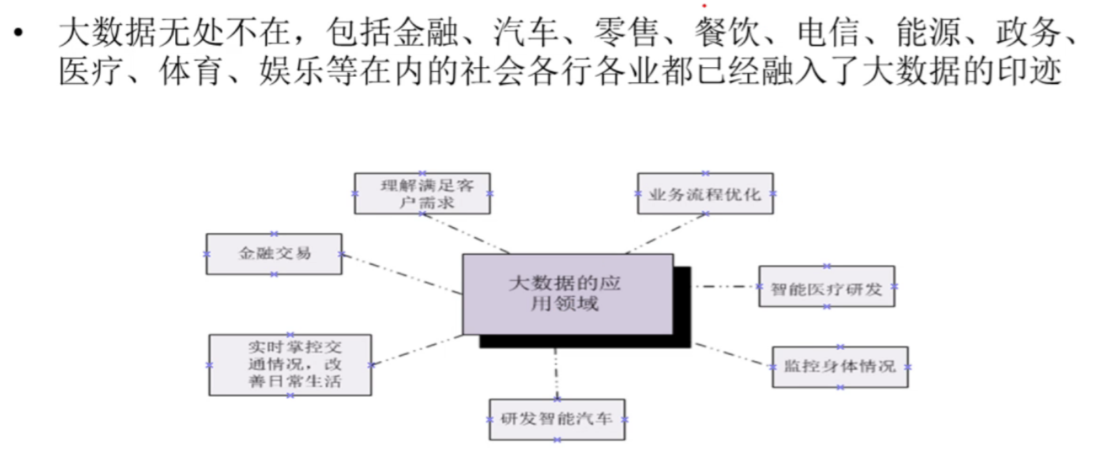 • 大数据无处不在，包括金融、汽车、零售、餐饮、电信、能源、政务、
医疗、体育、娱乐等在内的社会各行各业都已经融入了大数据的印迹
理解满足客
户需求
业务流程优化
金融交易
大数据的应
用领域
智能医疗研发
实时掌控交
通情况，改
善日常生活
监控身体情况
研发智能汽车